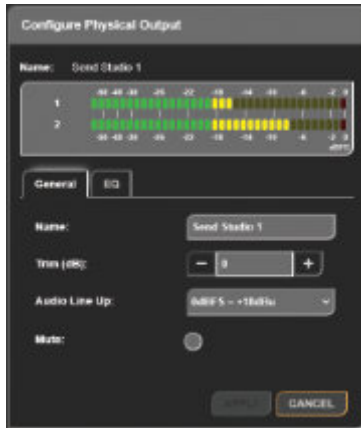 Configure Physical Output
Name: Send Studio 1
1
2
dBFS
General EQ
Name: Send Studio 1
Trim (dB): − 0 +
Audio Line Up: 0dBFS = +18dBu
Mute:
APPLY CANCEL